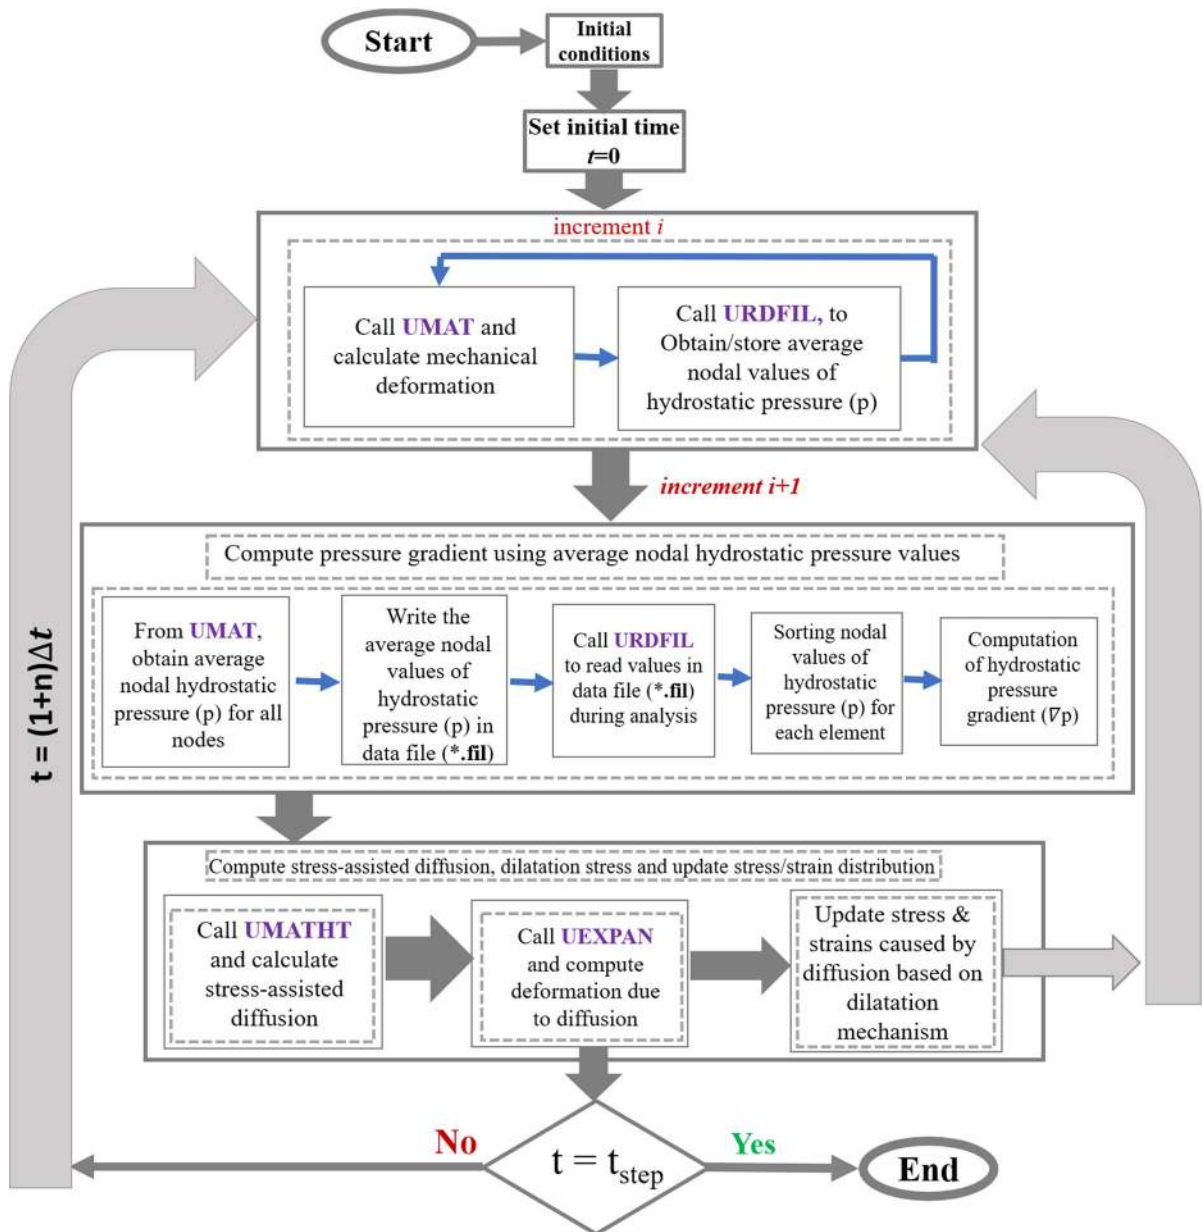 Start
Initial
conditions
Set initial time
t=0
increment i
Call UMAT and
calculate mechanical
deformation
Call URDFIL, to
Obtain/store average
nodal values of
hydrostatic pressure (p)
increment i+1
Compute pressure gradient using average nodal hydrostatic pressure values
From UMAT,
obtain average
nodal hydrostatic
pressure (p) for all
nodes
Write the
average nodal
values of
hydrostatic
pressure (p) in
data file (*.fil)
Call URDFIL
to read values in
data file (*.fil)
during analysis
Sorting nodal
values of
hydrostatic
pressure (p) for
each element
Computation
of hydrostatic
pressure
gradient (∇p)
t = (1+n)Δt
Compute stress-assisted diffusion, dilatation stress and update stress/strain distribution
Call UMATHT
and calculate
stress-assisted
diffusion
Call UEXPAN
and compute
deformation due
to diffusion
Update stress &
strains caused by
diffusion based on
dilatation
mechanism
No
t = t_step
Yes
End